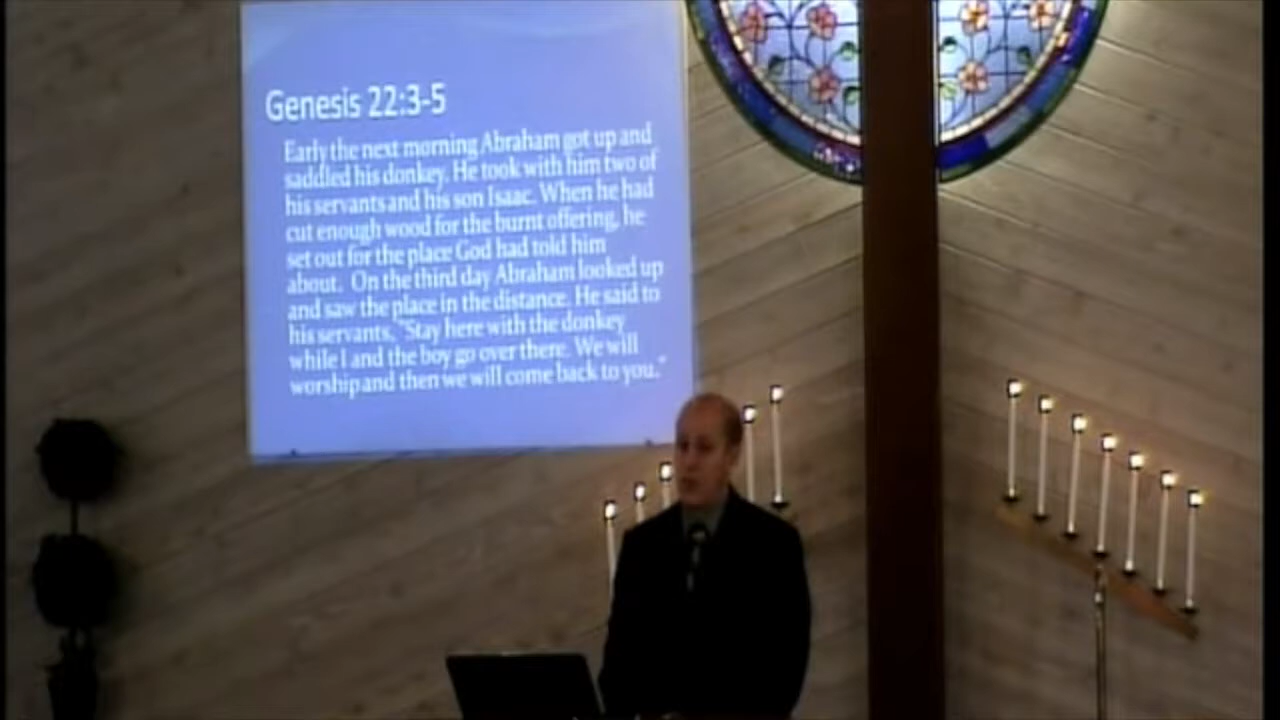 Genesis 22:3-5
Early the next morning Abraham got up and
saddled his donkey. He took with him two of
his servants and his son Isaac. When he had
cut enough wood for the burnt offering, he
set out for the place God had told him
about. On the third day Abraham looked up
and saw the place in the distance. He said to
his servants, "Stay here with the donkey
while I and the boy go over there. We will
worship and then we will come back to you."